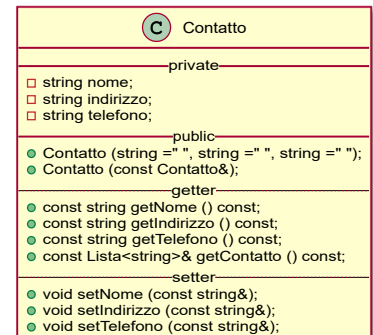 C Contatto
private
string nome;
string indirizzo;
string telefono;
public
Contatto (string =" ", string =" ", string =" ");
Contatto (const Contatto&);
getter
const string getNome () const;
const string getIndirizzo () const;
const string getTelefono () const;
const Lista<string>& getContatto () const;
setter
void setNome (const string&);
void setIndirizzo (const string&);
void setTelefono (const string&);